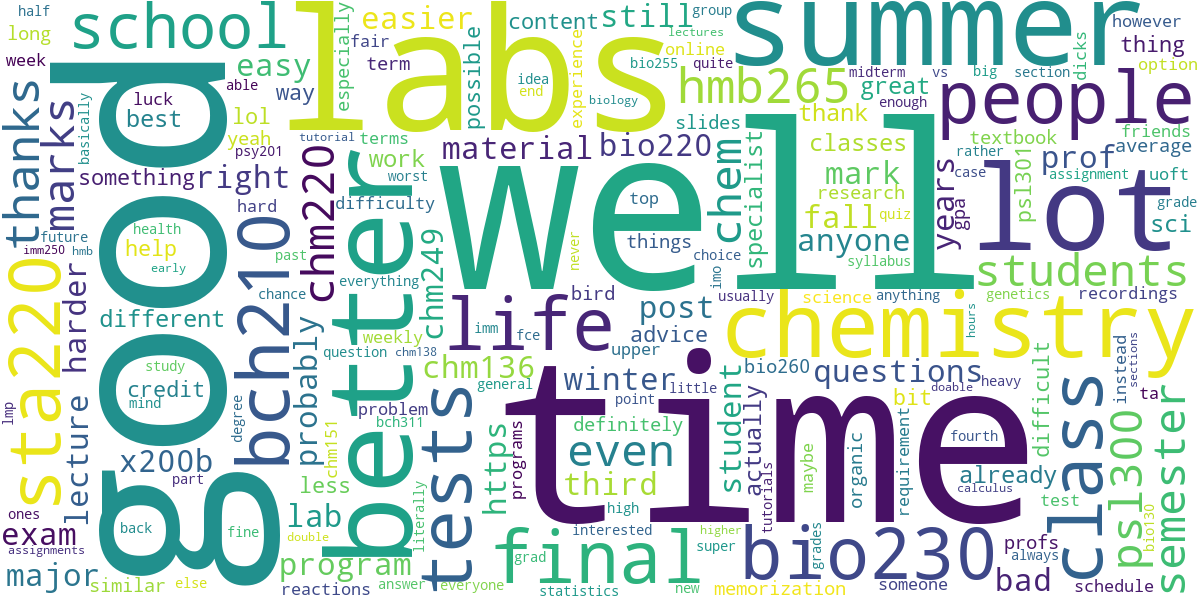 half
long
week
school
labs
easier
fair
term
especially
possible
content
still
group
lectures
online
quite
experience
idea
end
bio255
biology
summer
however
thing
option
dicks
midterm
vs
big
section
hmb265
great
enough
people
easy
able
way
luck
best
lol
yeah
basically
thanks
marks
good
tutorial
psy201
terms
work
worst
material
bio220
slides
thank
classes
textbook
friends
average
rather
case
assignment
uoft
prof
something
right
hard
chm220
better
difficulty
well
top
things
chem
specialist
mark
research
fall
quiz
anyone
syllabus
years
gpa
lot
psl301
grade
sci
students
future
imm250
hmb
health
help
early
past
bch210
sta220
harder
different
chance
everything
never
choice
imo
usually
science
anything
genetics
recordings
chm249
life
bird
imm
fce
post
advice
upper
chemistry
hours
probably
weekly
question
chm138
study
credit
mind
chm136
general
winter
little
point
bio260
questions
doable
heavy
instead
sections
lmp
lecture
degree
x200b
part
chm151
problem
bch311
tests
https
programs
definitely
time
even
third
student
actually
tutorials
maybe
bit
organic
requirement
fourth
already
calculus
difficult
ta
test
class
psl300
bio130
semester
ones
exam
assignments
back
fine
double
less
lab
literally
high
interested
higher
super
final
grad
bio230
grades
profs
always
bad
major
similar
else
program
reactions
answer
everyone
statistics
new
memorization
someone
schedule